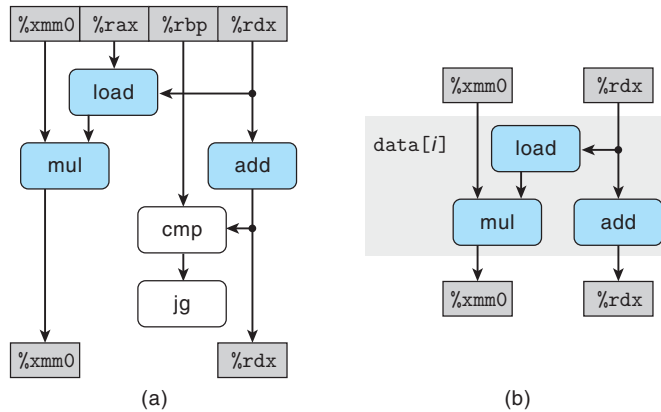 %xmm0 %rax %rbp %rdx
load
mul add
cmp
jg
%xmm0 %rdx
(a)
%xmm0 %rdx
data[i] load
mul add
%xmm0 %rdx
(b)